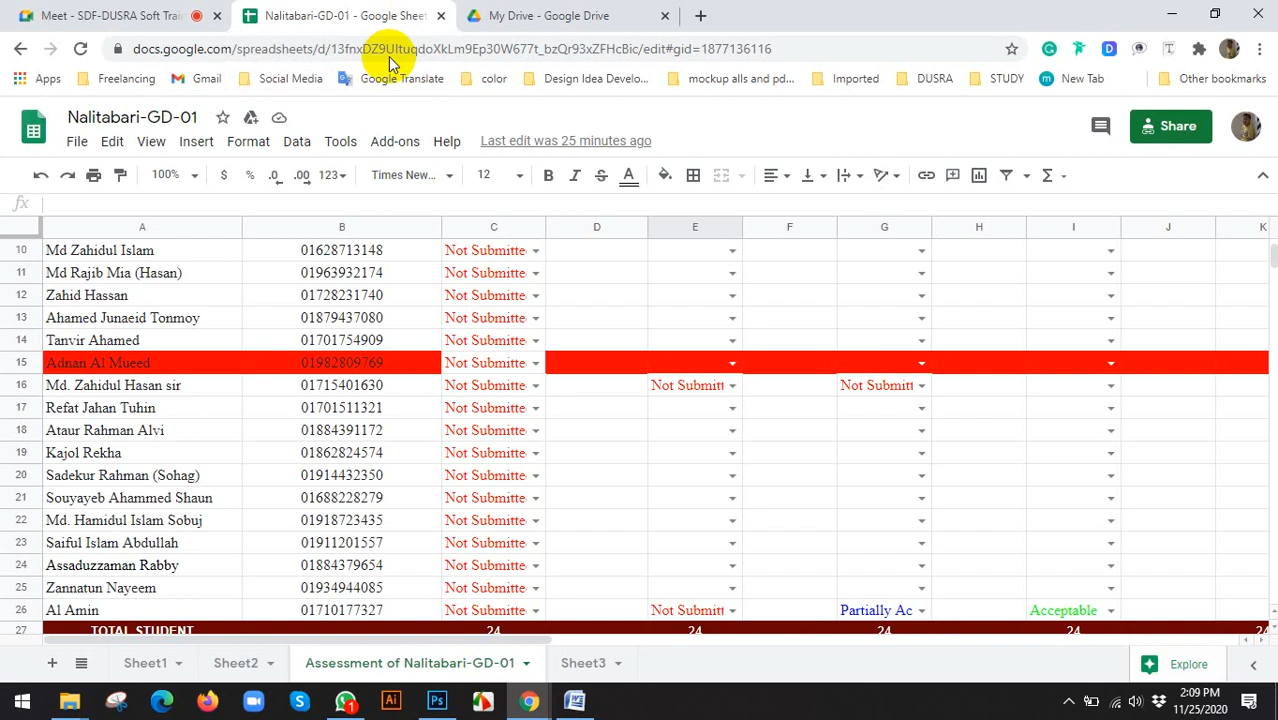 Meet - SDF-DUSRA Soft Train
Nalitabari-GD-01 - Google Sheet
My Drive - Google Drive
docs.google.com/spreadsheets/d/13fnxDZ9UItuqdoXkLm9Ep30W677t_bzQr93xZFHcBic/edit#gid=1877136116
Apps Freelancing Gmail Social Media Google Translate color Design Idea Develo... mockup alls and pd... Imported DUSRA STUDY New Tab Other bookmarks
Nalitabari-GD-01
Share
File Edit View Insert Format Data Tools Add-ons Help Last edit was 25 minutes ago
100% $ % .0 .00 123 Times New... 12 B I S A
fx
A B C D E F G H I J K
10 Md Zahidul Islam 01628713148 Not Submitte
11 Md Rajib Mia (Hasan) 01963932174 Not Submitte
12 Zahid Hassan 01728231740 Not Submitte
13 Ahamed Junaeid Tonmoy 01879437080 Not Submitte
14 Tanvir Ahamed 01701754909 Not Submitte
15 Adnan Al Mueed 01982809769 Not Submitte
16 Md. Zahidul Hasan sir 01715401630 Not Submitte Not Submitt Not Submitt
17 Refat Jahan Tuhin 01701511321 Not Submitte
18 Ataur Rahman Alvi 01884391172 Not Submitte
19 Kajol Rekha 01862824574 Not Submitte
20 Sadekur Rahman (Sohag) 01914432350 Not Submitte
21 Souyayeb Ahammed Shaun 01688228279 Not Submitte
22 Md. Hamidul Islam Sobuj 01918723435 Not Submitte
23 Saiful Islam Abdullah 01911201557 Not Submitte
24 Assaduzzaman Rabby 01884379654 Not Submitte
25 Zannatun Nayeem 01934944085 Not Submitte
26 Al Amin 01710177327 Not Submitte Not Submitt Partially Ac Acceptable
27 TOTAL STUDENT 24 24 24 24 24
Sheet1 Sheet2 Assessment of Nalitabari-GD-01 Sheet3 Explore
2:09 PM
11/25/2020